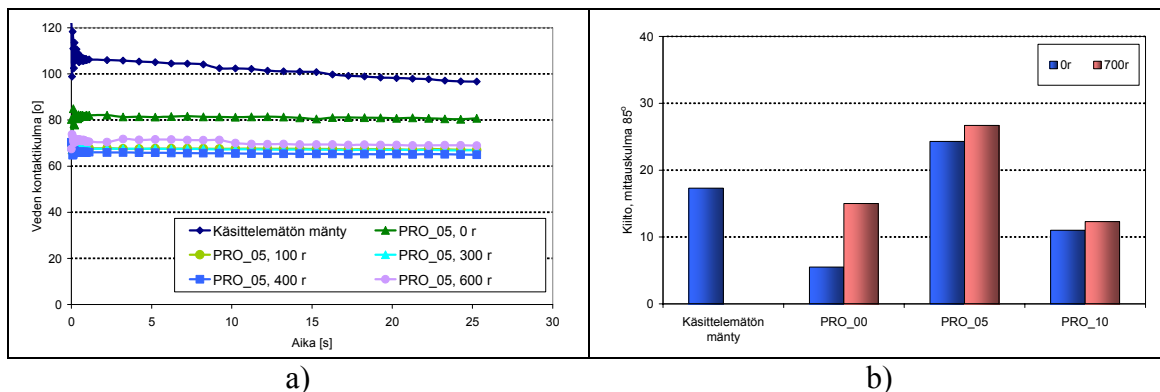 120
100
80
60
40
20
0
Veden kontaktikulma [o]
0 5 10 15 20 25 30
Aika [s]
Käsittelemätön mänty
PRO_05, 0 r
PRO_05, 100 r
PRO_05, 300 r
PRO_05, 400 r
PRO_05, 600 r
a)
40
30
20
10
0
Kiilto, mittauskulma 85°
0r 700r
Käsittelemätön
mänty
PRO_00
PRO_05
PRO_10
b)